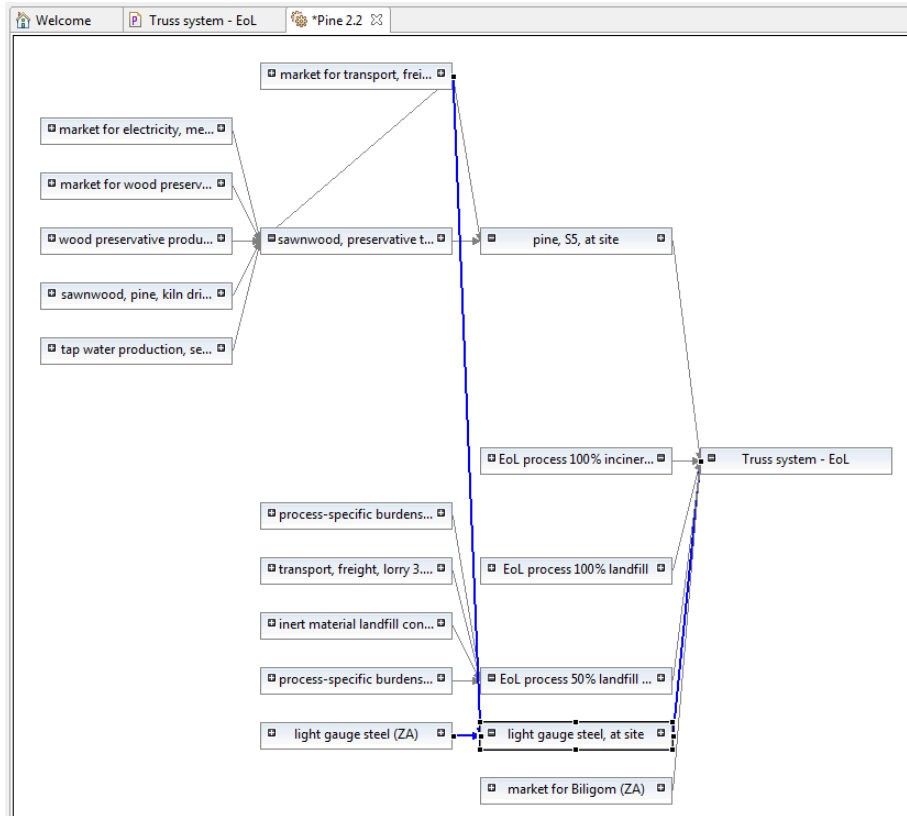 Welcome
Truss system - EoL
*Pine 2.2
market for transport, frei...
market for electricity, me...
market for wood preserv...
wood preservative produ...
sawnwood, preservative t...
pine, S5, at site
sawnwood, pine, kiln dri...
tap water production, se...
EoL process 100% inciner...
Truss system - EoL
process-specific burdens...
transport, freight, lorry 3....
EoL process 100% landfill
inert material landfill con...
process-specific burdens...
EoL process 50% landfill ...
light gauge steel (ZA)
light gauge steel, at site
market for Biligom (ZA)